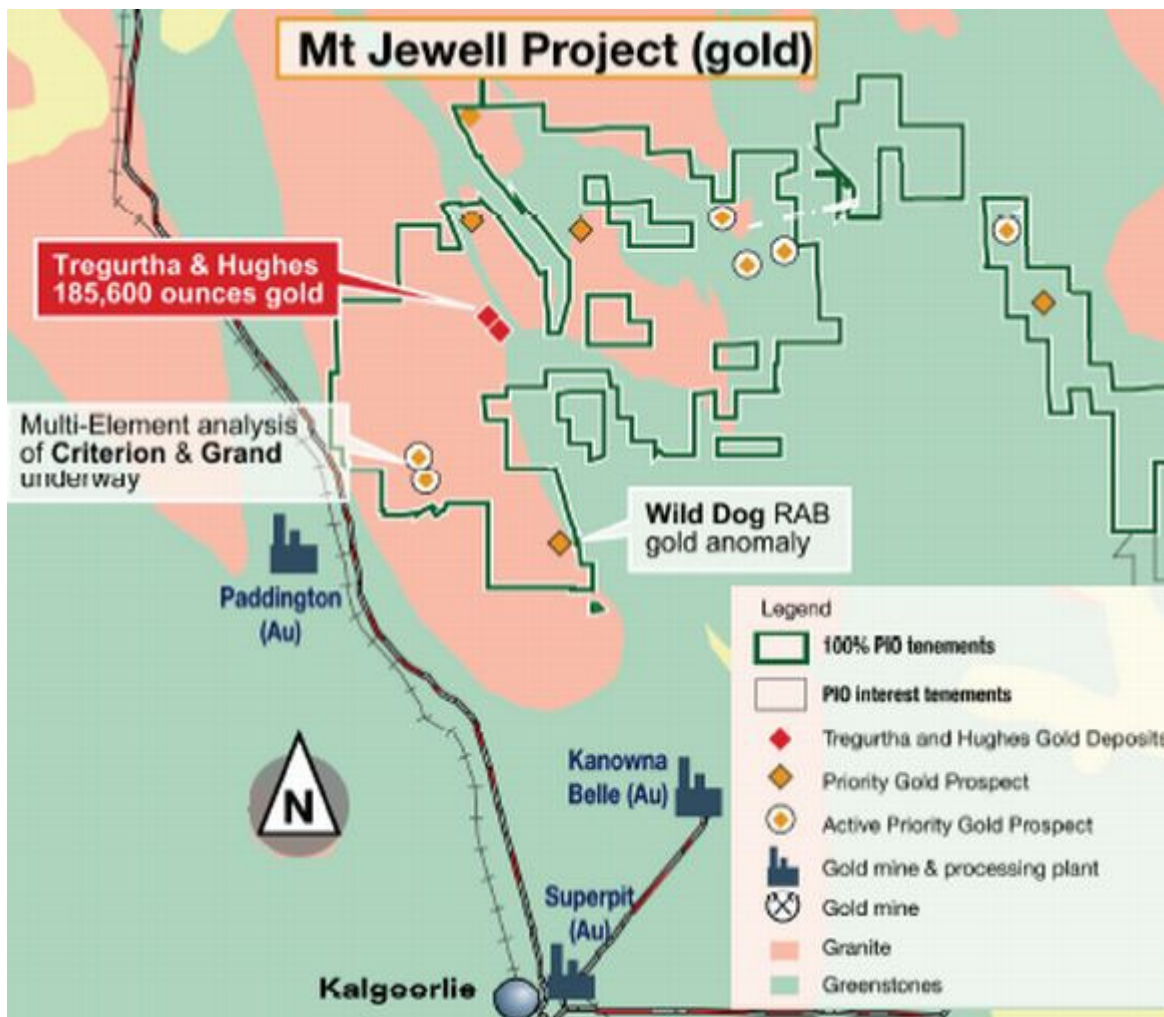 Mt Jewell Project (gold)
Tregurtha & Hughes
185,600 ounces gold
Multi-Element analysis
of Criterion & Grand
underway
Wild Dog RAB
gold anomaly
Paddington
(Au)
N
Kanowna
Belle (Au)
Superpit
(Au)
Kalgoorlie
Legend
100% PIO tenements
PIO interest tenements
Tregurtha and Hughes Gold Deposits
Priority Gold Prospect
Active Priority Gold Prospect
Gold mine & processing plant
Gold mine
Granite
Greenstones